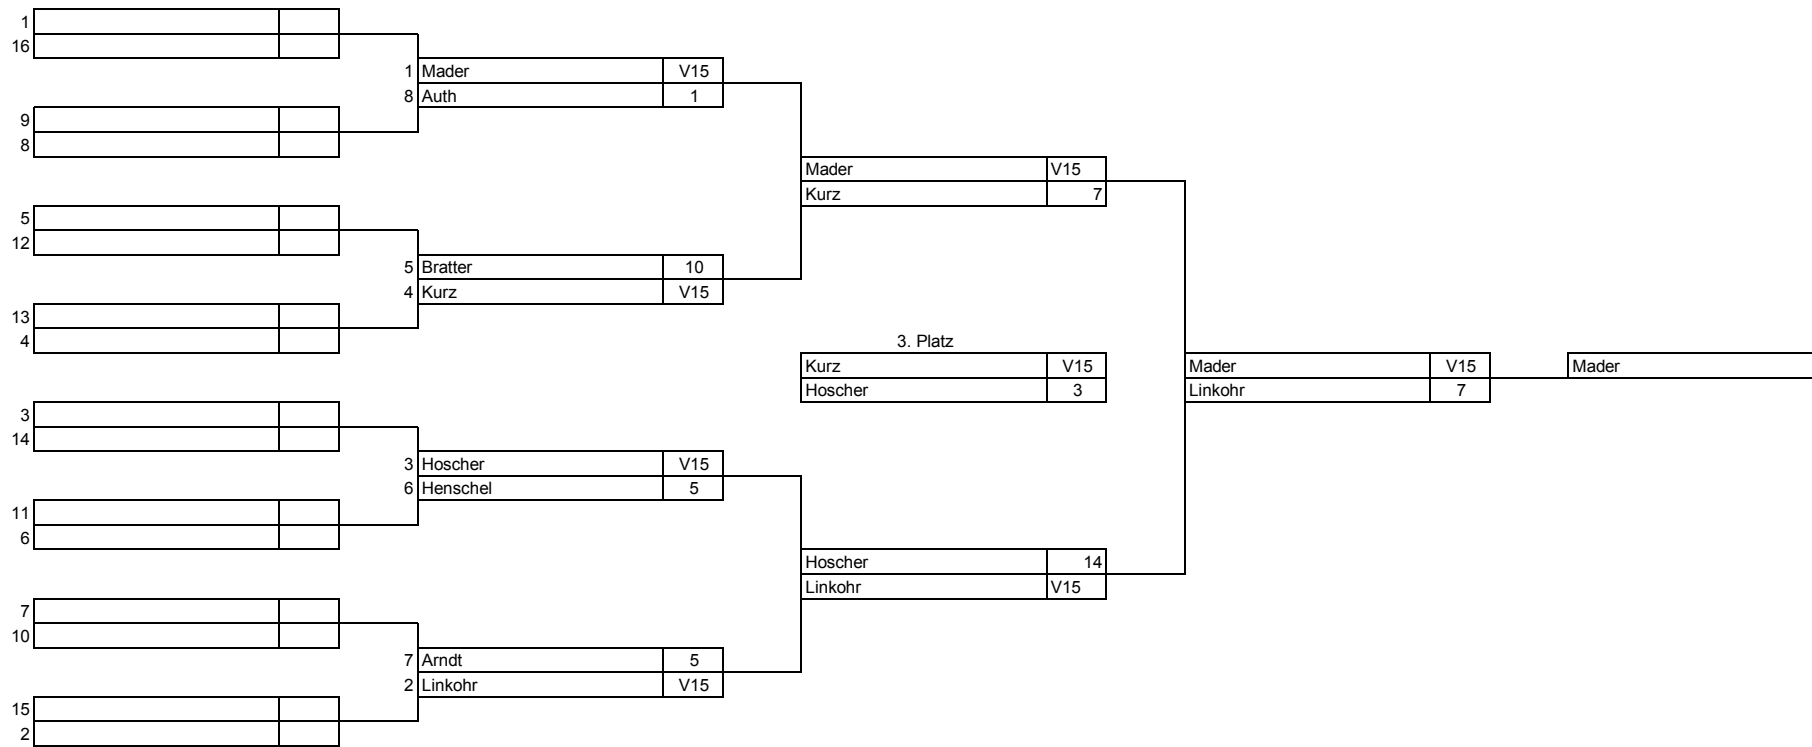 1
16
9
8
5
12
13
4
3
14
11
6
7
10
15
2
1 Mader V15
8 Auth 1
5 Bratter 10
4 Kurz V15
3 Hoscher V15
6 Henschel 5
7 Arndt 5
2 Linkohr V15
Mader V15
Kurz 7
3. Platz
Kurz V15
Hoscher 3
Hoscher 14
Linkohr V15
Mader V15
Linkohr 7
Mader